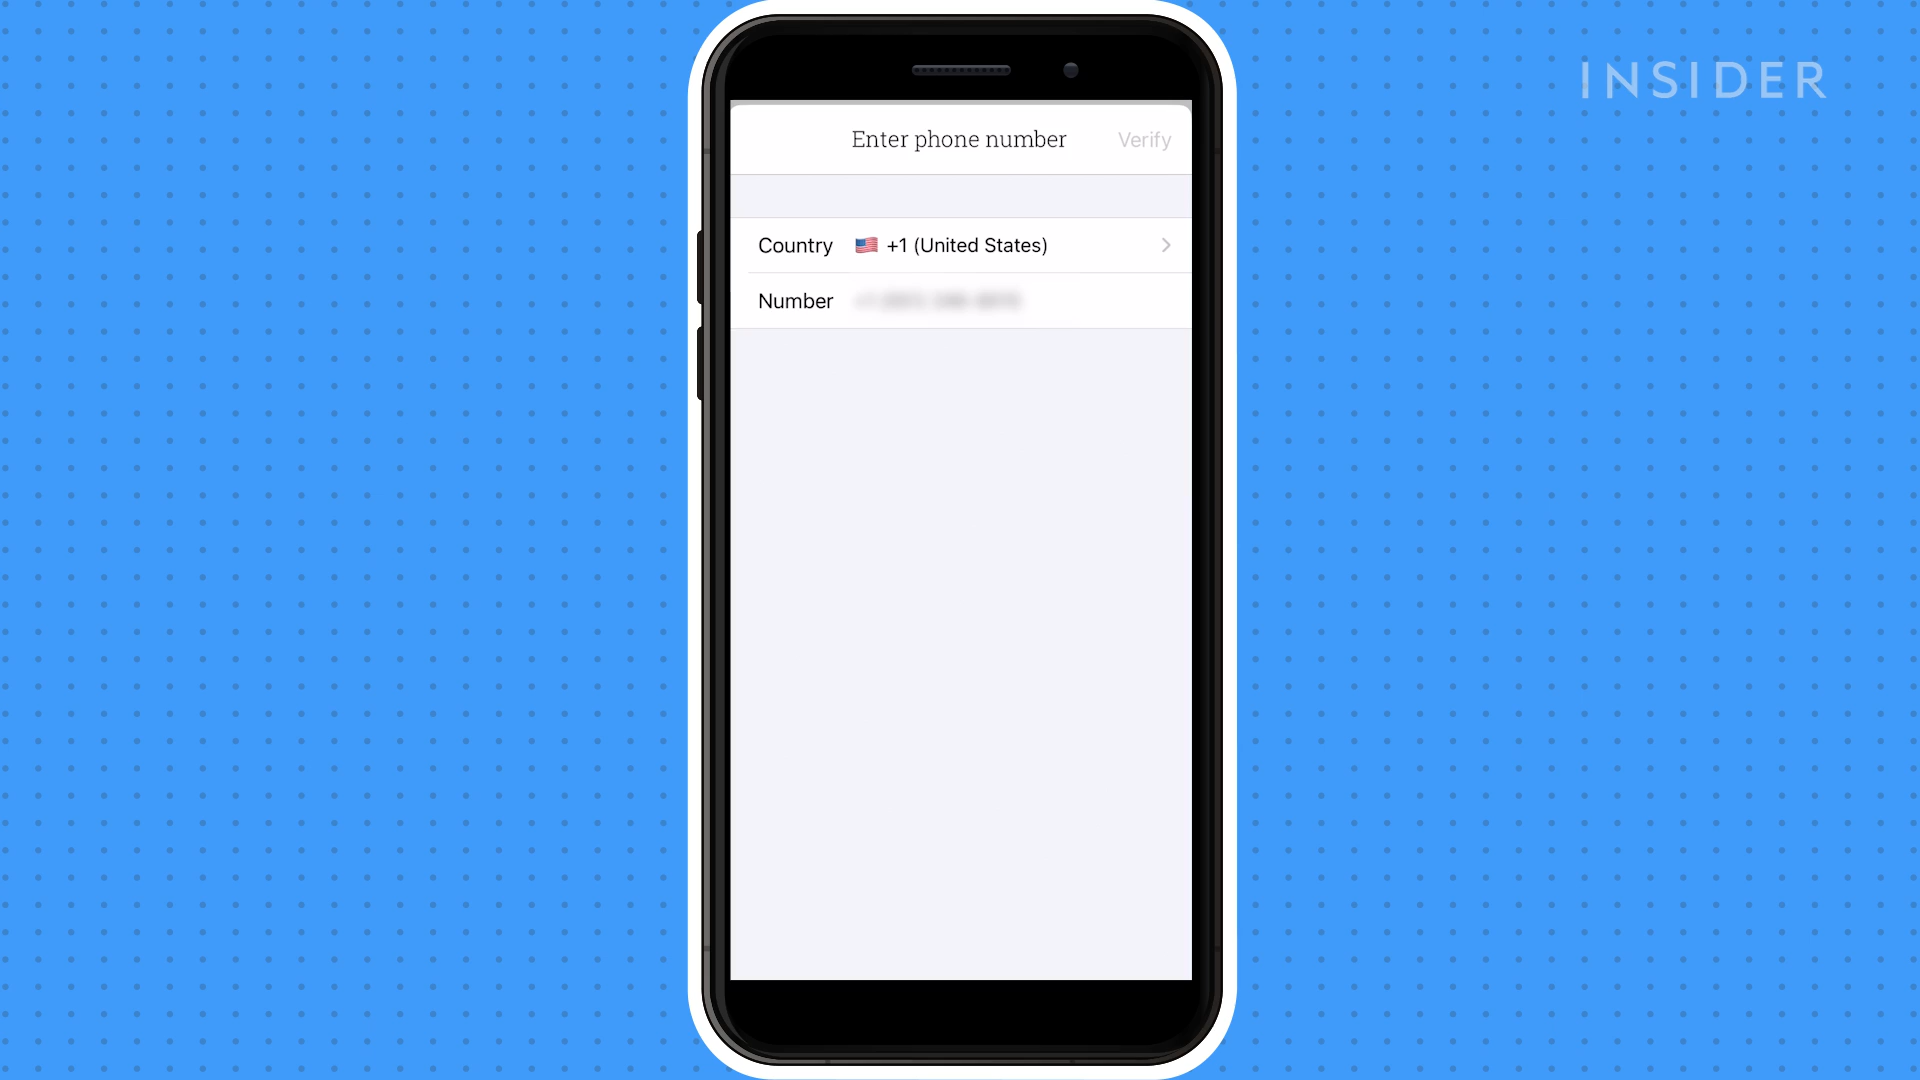 INSIDER
Enter phone number
Verify
Country 🇺🇸 +1 (United States)
Number